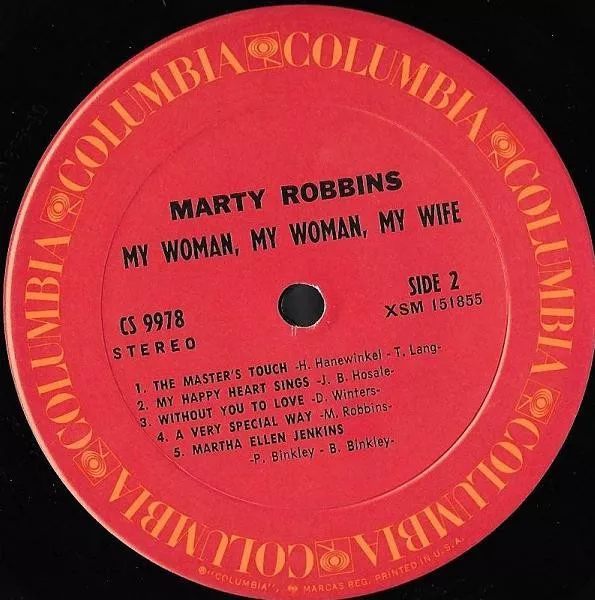 COLUMBIA COLUMBIA COLUMBIA COLUMBIA COLUMBIA COLUMBIA COLUMBIA
MARTY ROBBINS
MY WOMAN, MY WOMAN, MY WIFE
CS 9978
STEREO
SIDE 2
XSM 151855
1. THE MASTER'S TOUCH -H. Hanewinkel - T. Lang-
2. MY HAPPY HEART SINGS -J. B. Hosale-
3. WITHOUT YOU TO LOVE -D. Winters-
4. A VERY SPECIAL WAY -M. Robbins-
5. MARTHA ELLEN JENKINS
-P. Binkley - B. Binkley-
℗"COLUMBIA", MARCAS REG. PRINTED IN U.S.A.